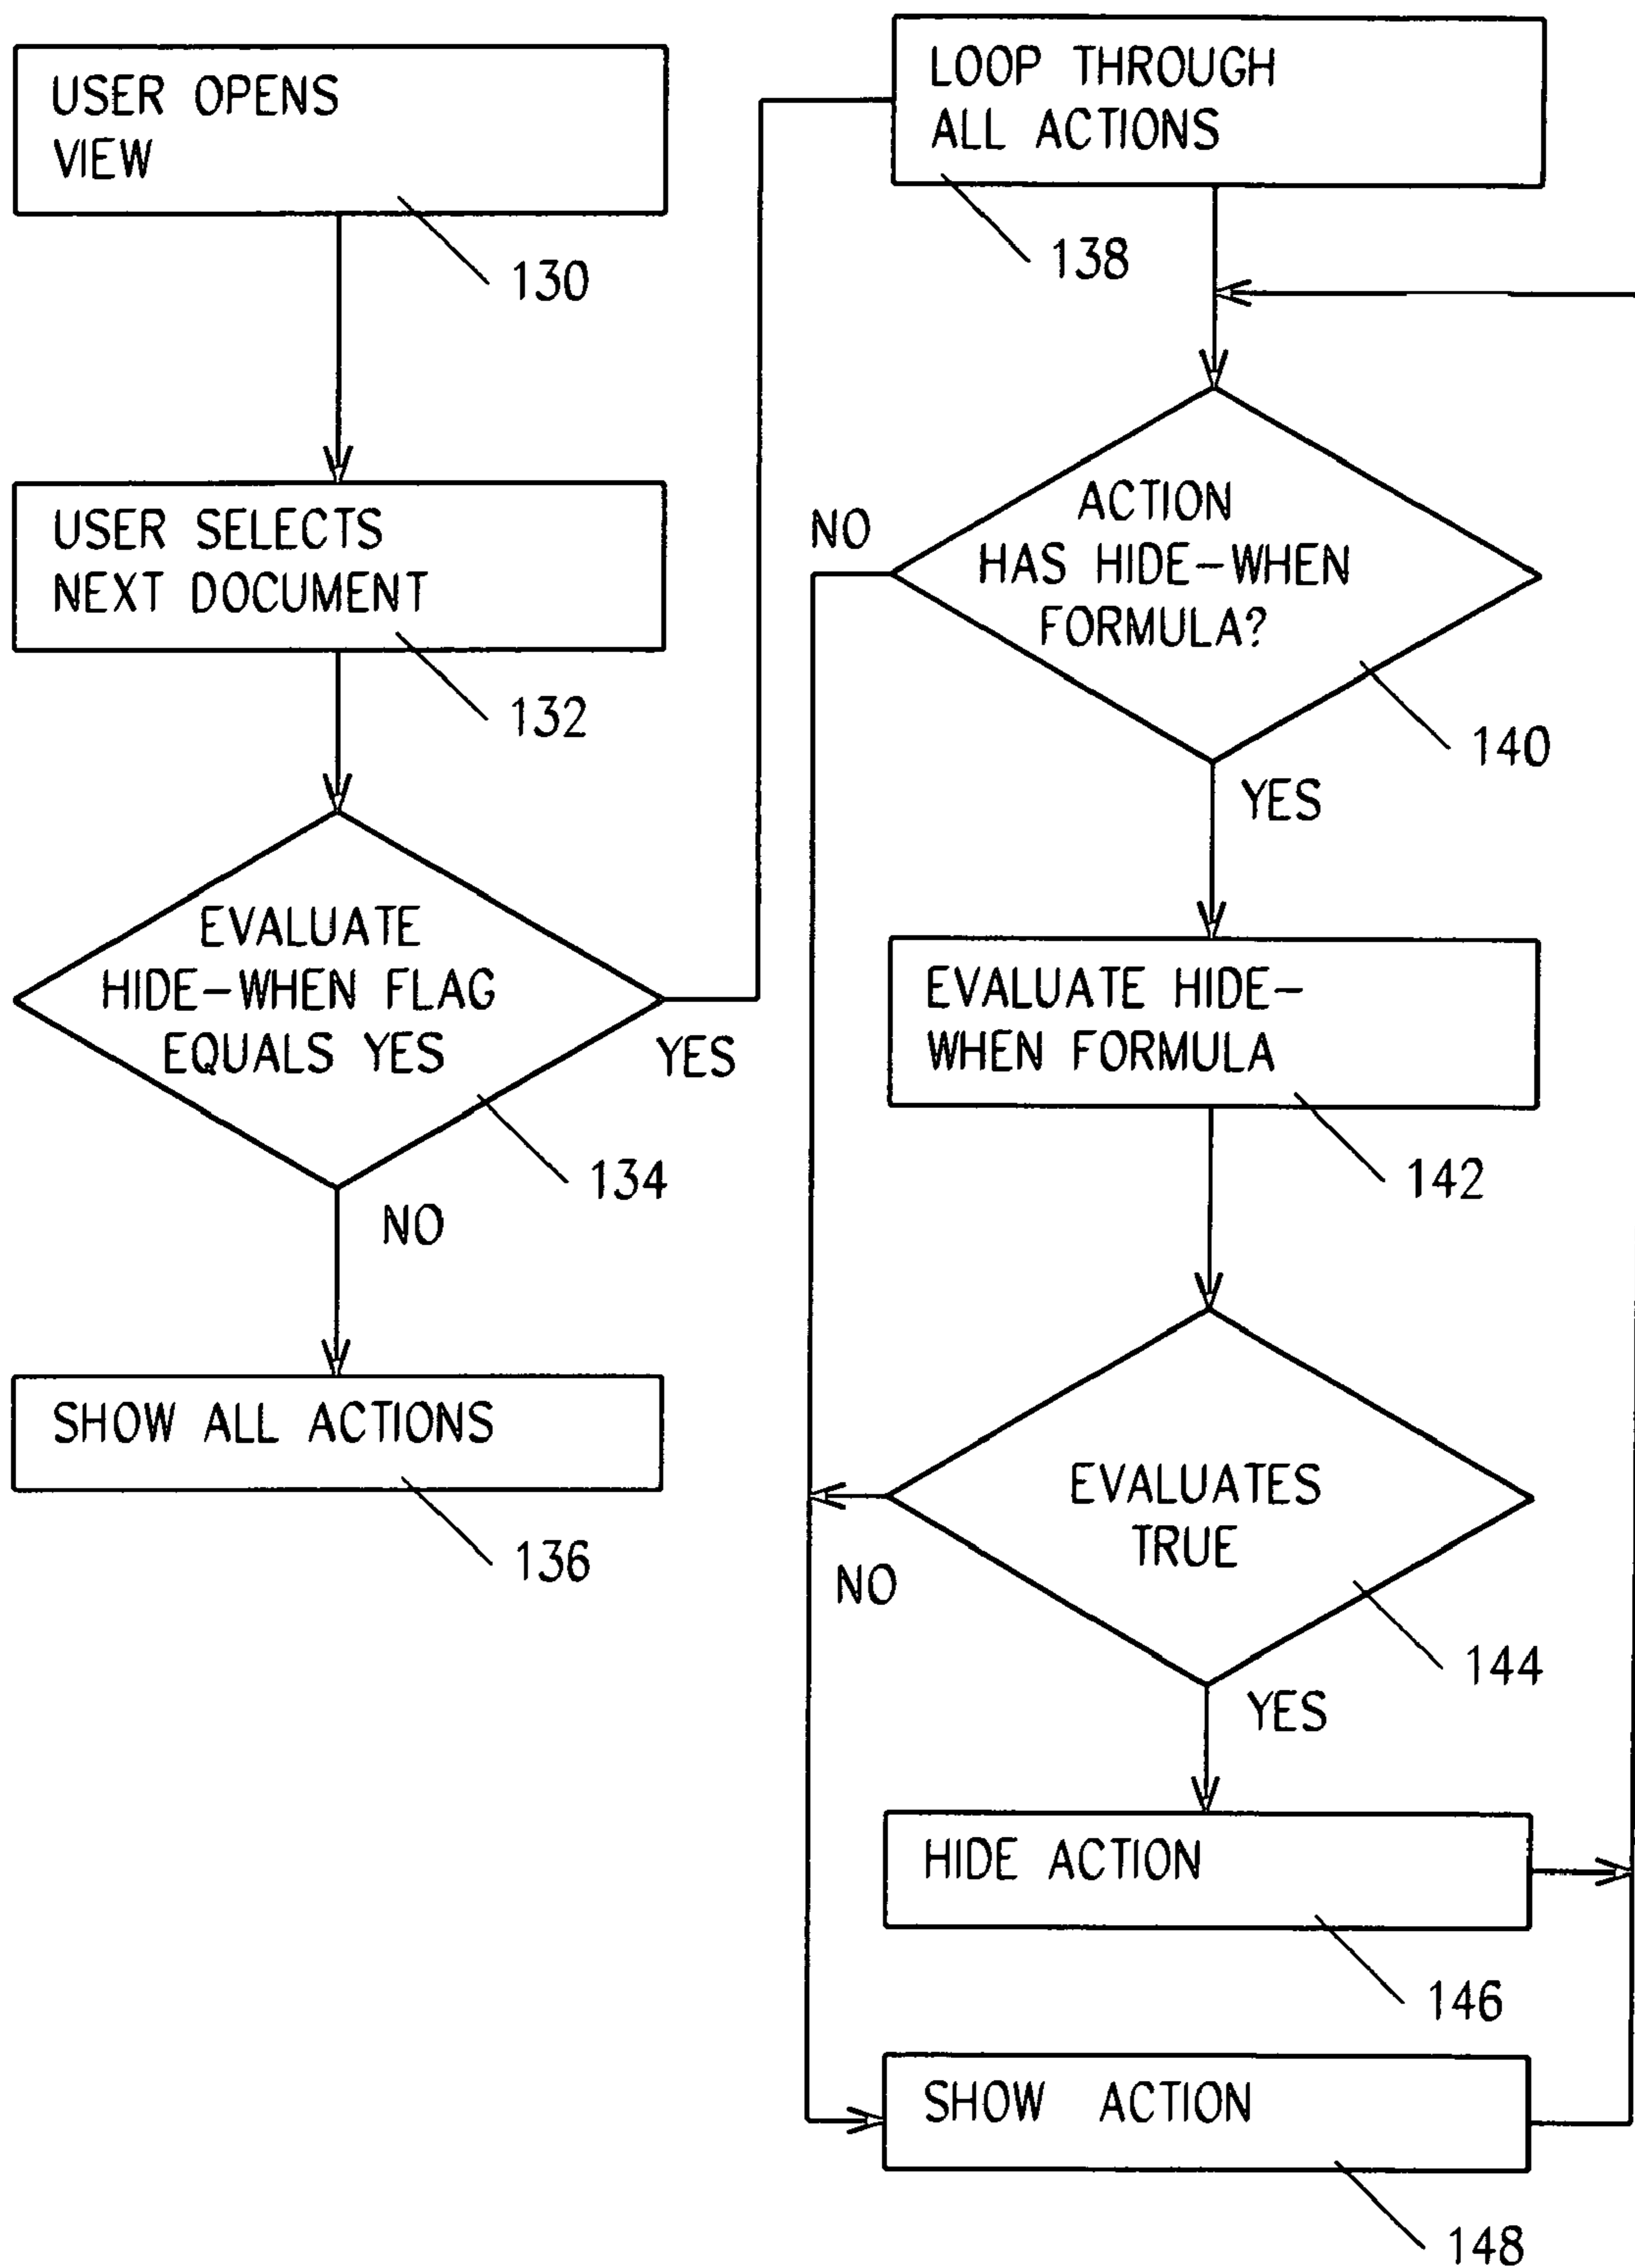 USER OPENS
VIEW
130
USER SELECTS
NEXT DOCUMENT
132
EVALUATE
HIDE-WHEN FLAG
EQUALS YES
YES
134
NO
SHOW ALL ACTIONS
136
LOOP THROUGH
ALL ACTIONS
138
ACTION
HAS HIDE-WHEN
FORMULA?
NO
140
YES
EVALUATE HIDE-
WHEN FORMULA
142
EVALUATES
TRUE
NO
144
YES
HIDE ACTION
146
SHOW ACTION
148